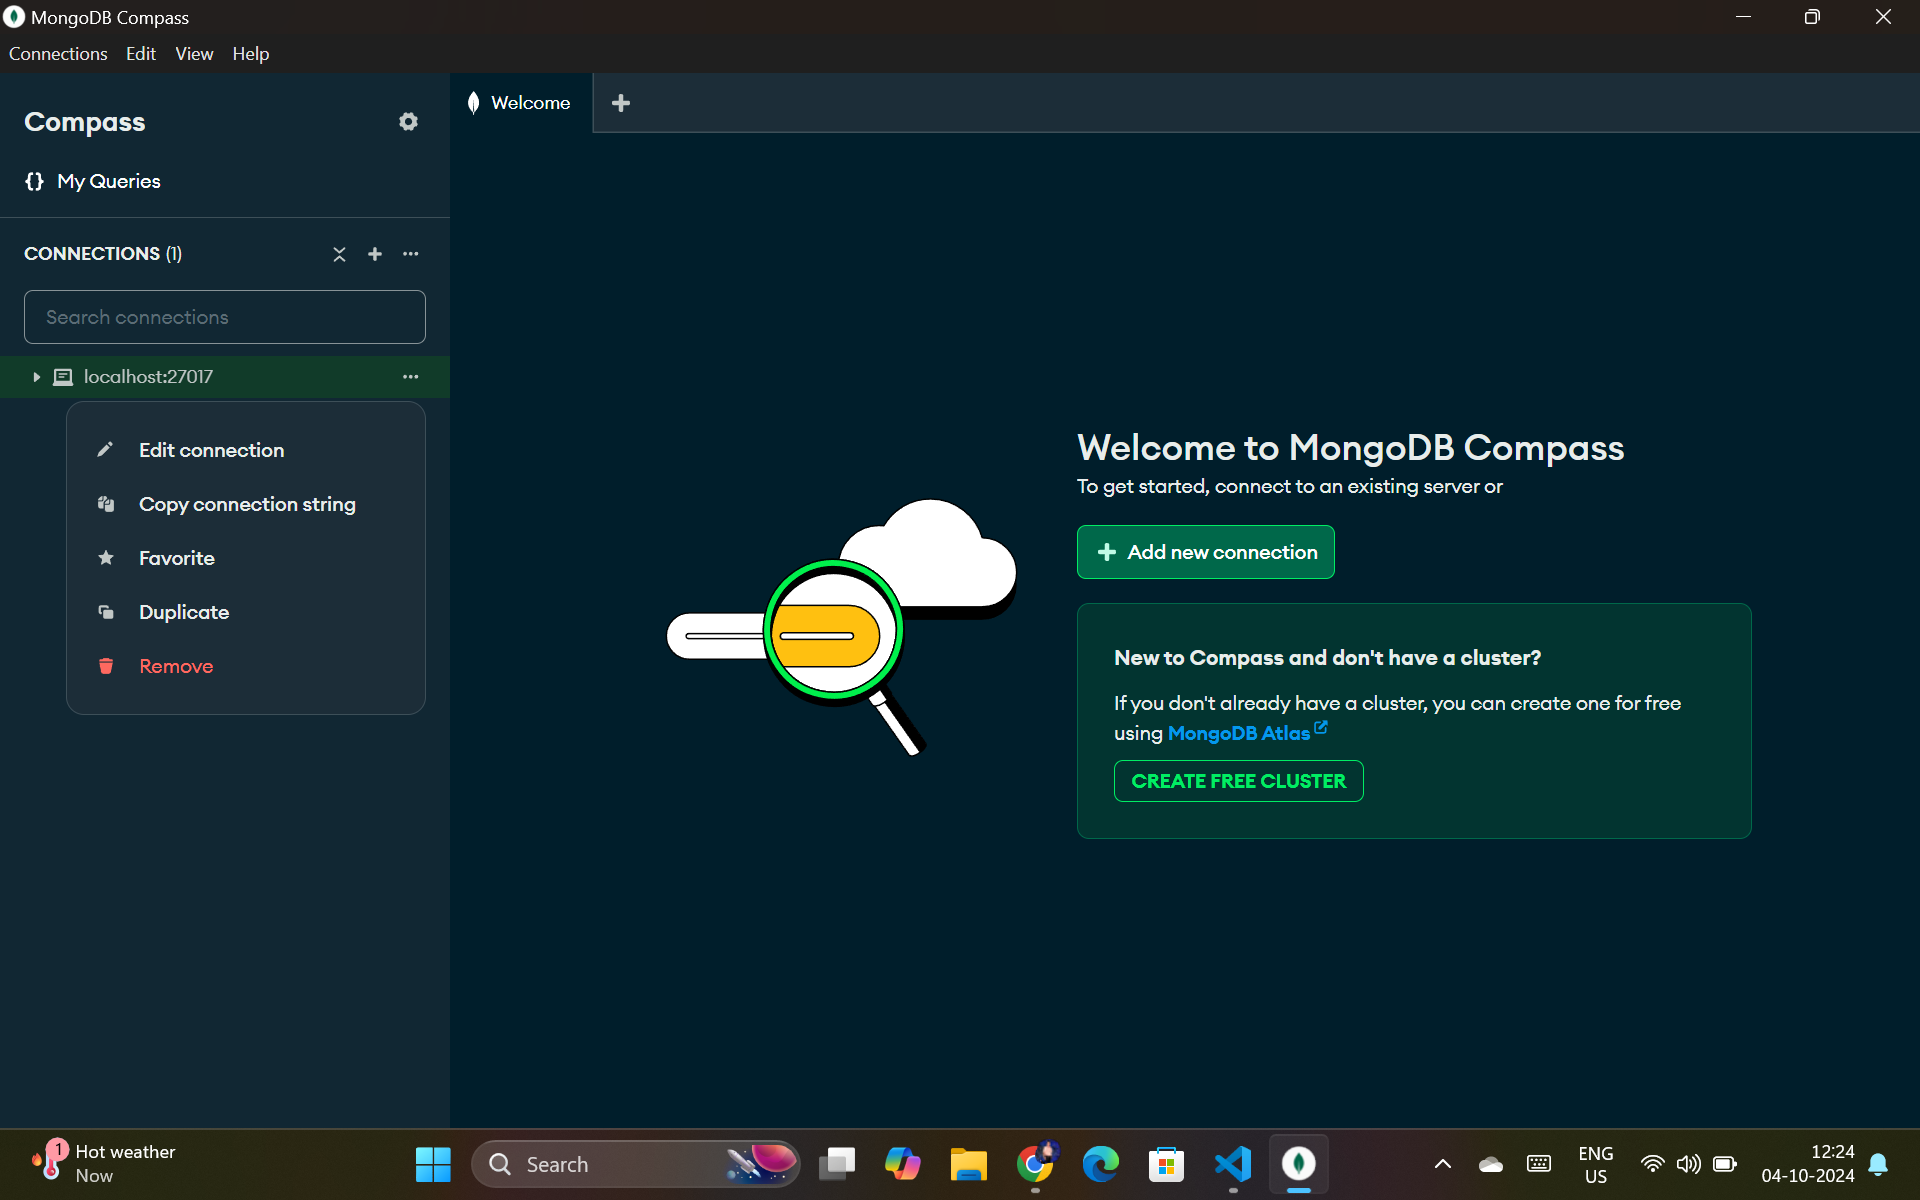 MongoDB Compass
Connections Edit View Help
Compass
{} My Queries
CONNECTIONS (1)
Search connections
localhost:27017
Edit connection
Copy connection string
Favorite
Duplicate
Remove
Welcome
Welcome to MongoDB Compass
To get started, connect to an existing server or
Add new connection
New to Compass and don't have a cluster?
If you don't already have a cluster, you can create one for free
using MongoDB Atlas
CREATE FREE CLUSTER
1
Hot weather
Now
Search
ENG
US
12:24
04-10-2024